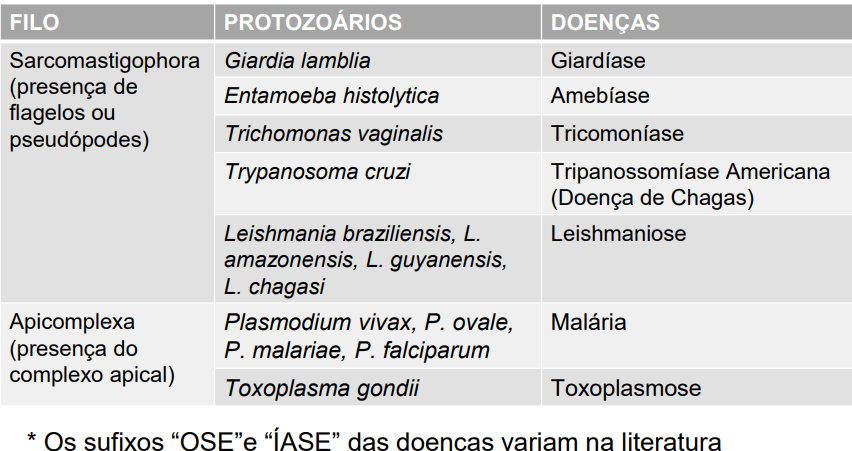 FILO PROTOZOÁRIOS DOENÇAS
Sarcomastigophora
(presença de
flagelos ou
pseudópodes)
Giardia lamblia
Giardíase
Entamoeba histolytica
Amebíase
Trichomonas vaginalis
Tricomoníase
Trypanosoma cruzi
Tripanossomíase Americana
(Doença de Chagas)
Leishmania braziliensis, L.
amazonensis, L. guyanensis,
L. chagasi
Leishmaniose
Apicomplexa
(presença do
complexo apical)
Plasmodium vivax, P. ovale,
P. malariae, P. falciparum
Malária
Toxoplasma gondii
Toxoplasmose
* Os sufixos “OSE”e “ÍASE” das doenças variam na literatura